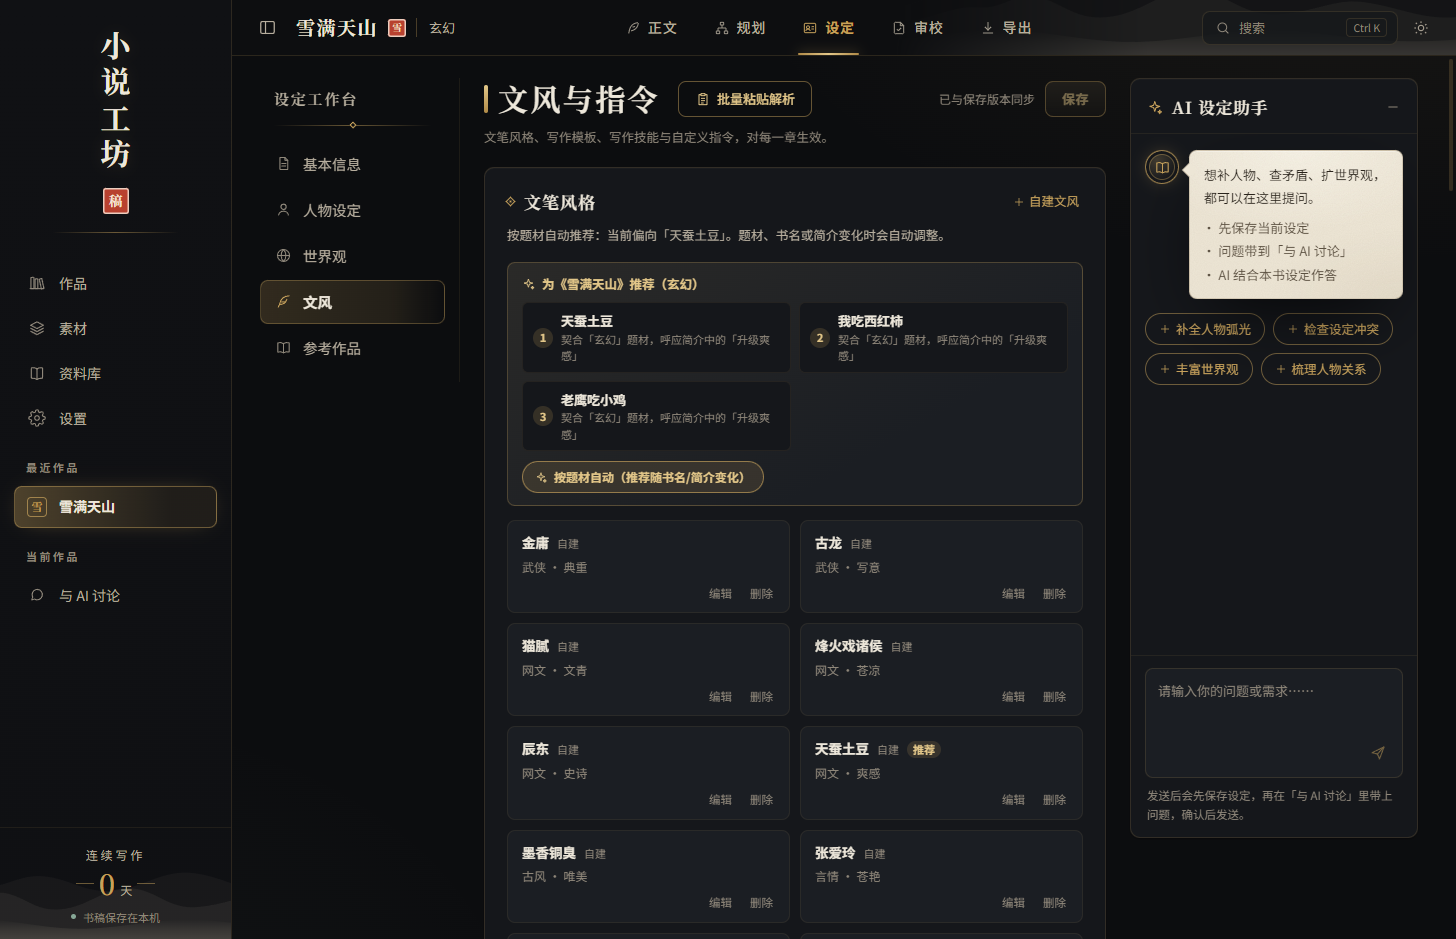 小说工坊
稿
作品
素材
资料库
设置
最近作品
雪 雪满天山
当前作品
与 AI 讨论
连续写作
0 天
书稿保存在本机
雪满天山 雪 玄幻
正文
规划
设定
审校
导出
搜索 Ctrl K
设定工作台
基本信息
人物设定
世界观
文风
参考作品
文风与指令
批量粘贴解析
已与保存版本同步
保存
文笔风格、写作模板、写作技能与自定义指令，对每一章生效。
文笔风格
+ 自建文风
按题材自动推荐：当前偏向「天蚕土豆」。题材、书名或简介变化时会自动调整。
为《雪满天山》推荐（玄幻）
1 天蚕土豆
契合「玄幻」题材，呼应简介中的「升级爽
感」
2 我吃西红柿
契合「玄幻」题材，呼应简介中的「升级爽
感」
3 老鹰吃小鸡
契合「玄幻」题材，呼应简介中的「升级爽
感」
按题材自动（推荐随书名/简介变化）
金庸 自建
武侠 · 典重
编辑 删除
古龙 自建
武侠 · 写意
编辑 删除
猫腻 自建
网文 · 文青
编辑 删除
烽火戏诸侯 自建
网文 · 苍凉
编辑 删除
辰东 自建
网文 · 史诗
编辑 删除
天蚕土豆 自建 推荐
网文 · 爽感
编辑 删除
墨香铜臭 自建
古风 · 唯美
编辑 删除
张爱玲 自建
言情 · 苍艳
编辑 删除
AI 设定助手
想补人物、查矛盾、扩世界观，
都可以在这里提问。
· 先保存当前设定
· 问题带到「与 AI 讨论」
· AI 结合本书设定作答
+ 补全人物弧光
+ 检查设定冲突
+ 丰富世界观
+ 梳理人物关系
请输入你的问题或需求……
发送后会先保存设定，再在「与 AI 讨论」里带上
问题，确认后发送。